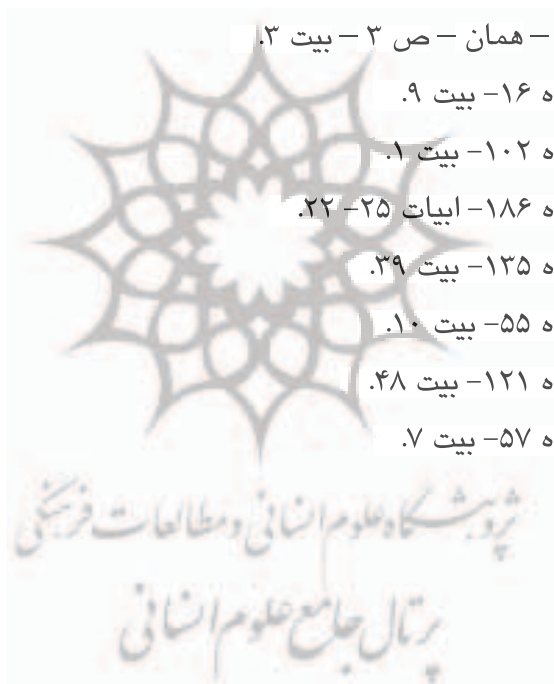 – همان – ص ۳ – بیت ۳.
ه ۱۶- بیت ۹.
ه ۱۰۲- بیت ۱.
ه ۱۸۶- ابیات ۲۵- ۲۲.
ه ۱۳۵- بیت ۳۹.
ه ۵۵- بیت ۱۰.
ه ۱۲۱- بیت ۴۸.
ه ۵۷- بیت ۷.
پژوهشگاه علوم انسانی و مطالعات فرهنگی
پرتال جامع علوم انسانی